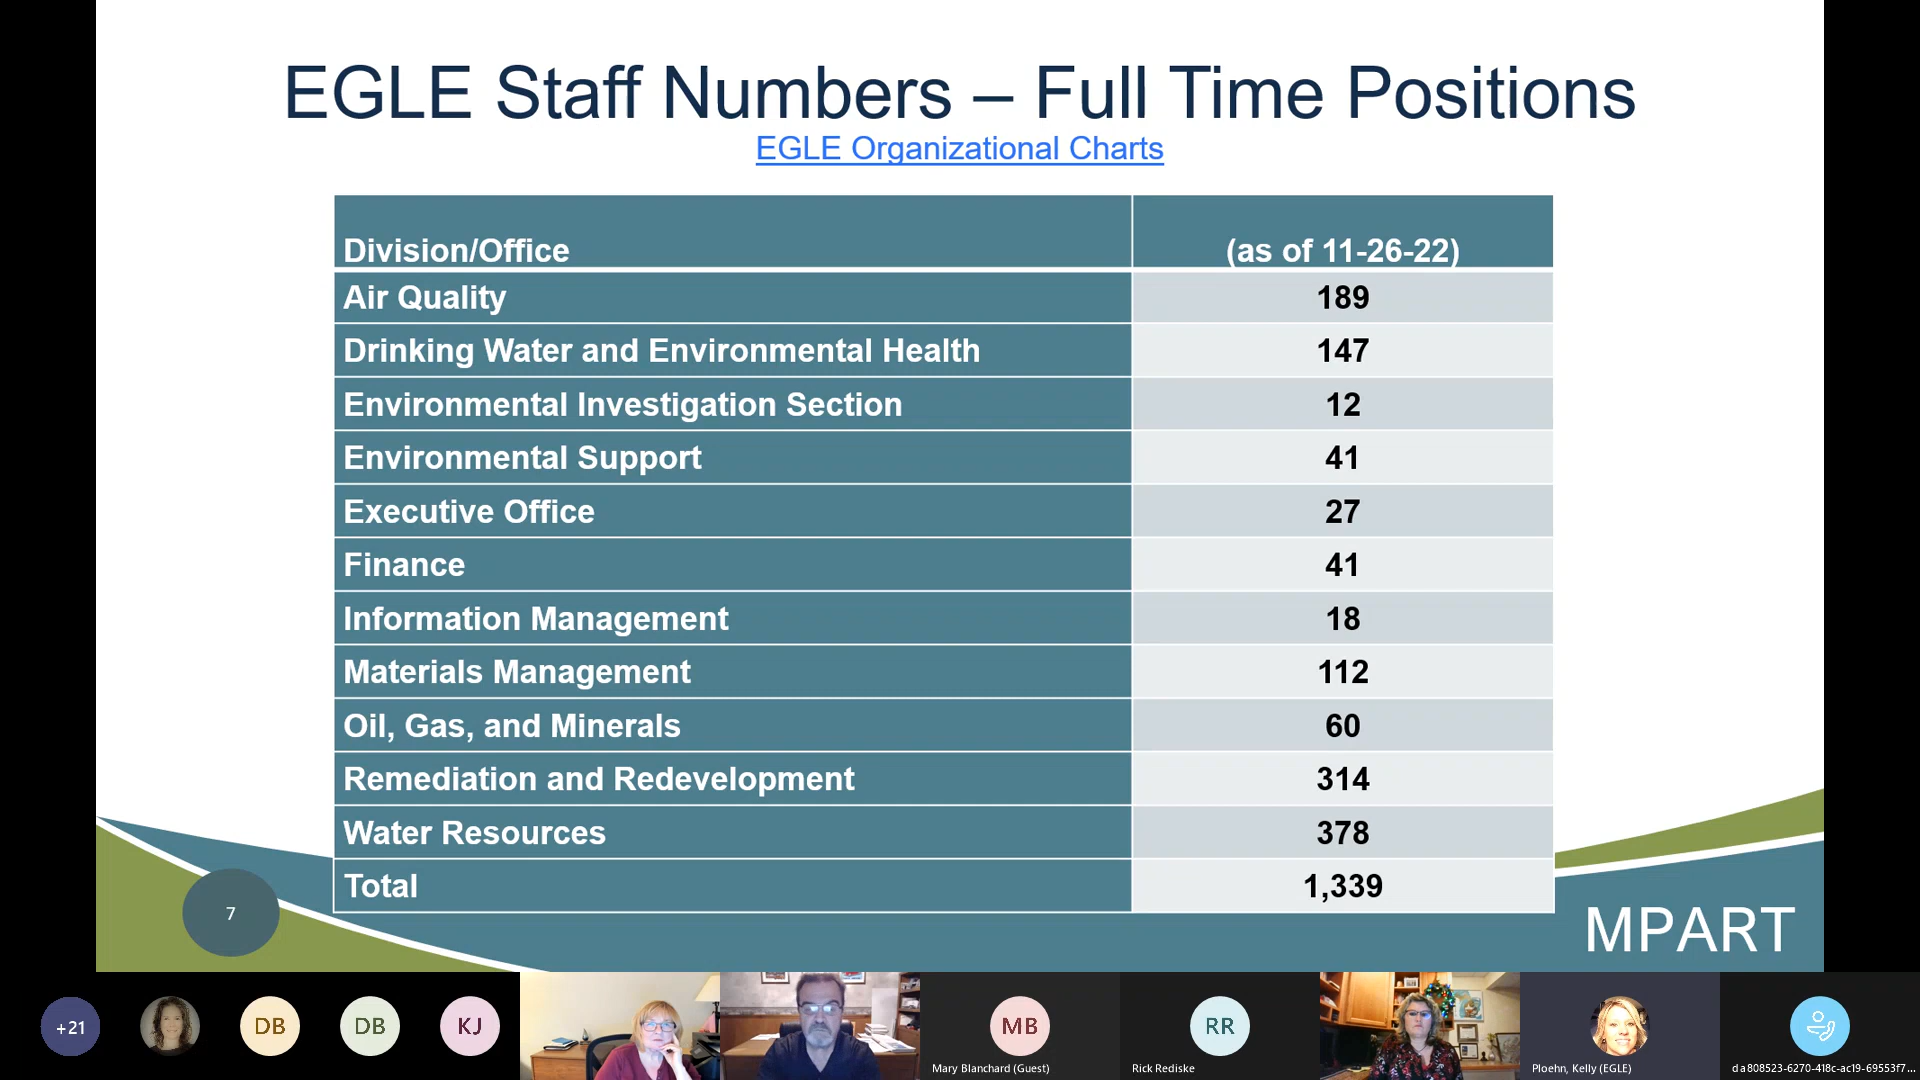 EGLE Staff Numbers – Full Time Positions
EGLE Organizational Charts
Division/Office (as of 11-26-22)
Air Quality 189
Drinking Water and Environmental Health 147
Environmental Investigation Section 12
Environmental Support 41
Executive Office 27
Finance 41
Information Management 18
Materials Management 112
Oil, Gas, and Minerals 60
Remediation and Redevelopment 314
Water Resources 378
Total 1,339
7
MPART
+21
DB
DB
KJ
MB
Mary Blanchard (Guest)
RR
Rick Rediske
Ploehn, Kelly (EGLE)
da808523-6270-418c-ac19-69553f7...